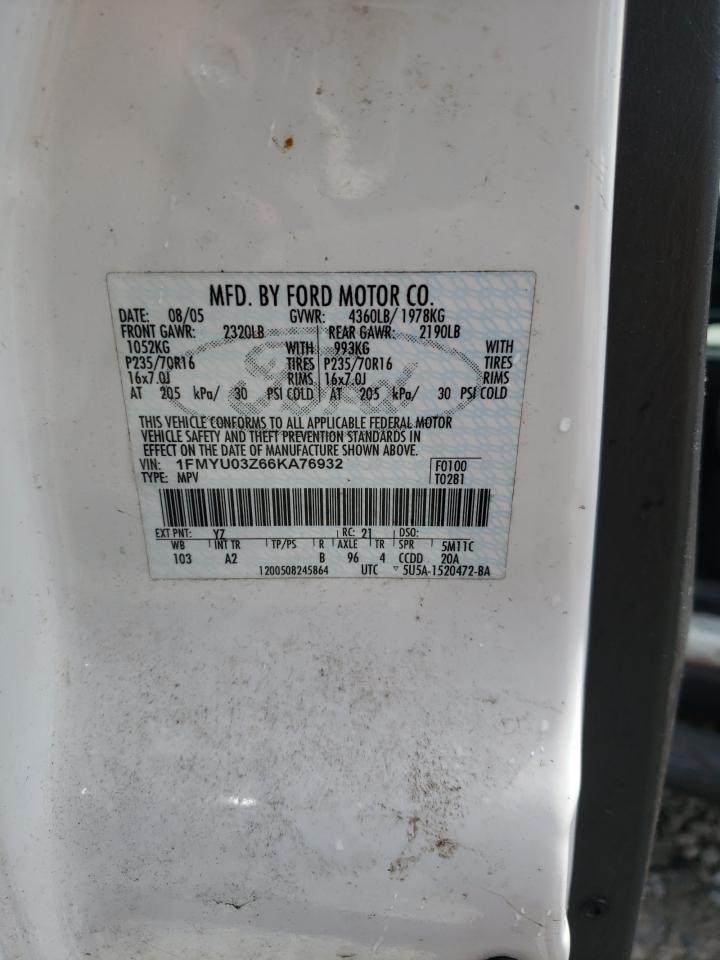 MFD. BY FORD MOTOR CO.
DATE: 08/05 GVWR: 4360LB/ 1978KG
FRONT GAWR: 2320LB REAR GAWR: 2190LB
1052KG WITH 993KG WITH
P235/70R16 TIRES P235/70R16 TIRES
16x7.0J RIMS 16x7.0J RIMS
AT 205 kPa/ 30 PSI COLD AT 205 kPa/ 30 PSI COLD
Ford
THIS VEHICLE CONFORMS TO ALL APPLICABLE FEDERAL MOTOR
VEHICLE SAFETY AND THEFT PREVENTION STANDARDS IN
EFFECT ON THE DATE OF MANUFACTURE SHOWN ABOVE.
VIN: 1FMYU03Z66KA76932 F0100
TYPE: MPV T0281
EXT PNT: YZ RC: 21 DSO:
WB INT TR TP/PS R AXLE TR SPR 5M11C
103 A2 B 96 4 CCDD 20A
1200508245864 UTC ▽ 5U5A-1520472-BA